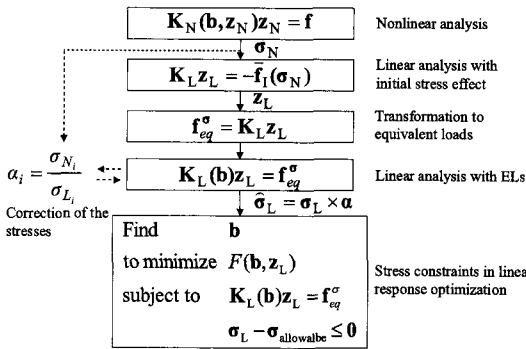 K_N(b, z_N)z_N = f
Nonlinear analysis
σ_N
K_L z_L = −f̄_I(σ_N)
Linear analysis with
initial stress effect
z_L
f_eq^σ = K_L z_L
Transformation to
equivalent loads
α_i = σ_{N_i} / σ_{L_i}
Correction of the
stresses
K_L(b)z_L = f_eq^σ
Linear analysis with ELs
σ̂_L = σ_L × α
Find b
to minimize F(b, z_L)
subject to K_L(b)z_L = f_eq^σ
σ_L − σ_allowalbe ≤ 0
Stress constraints in linear
response optimization